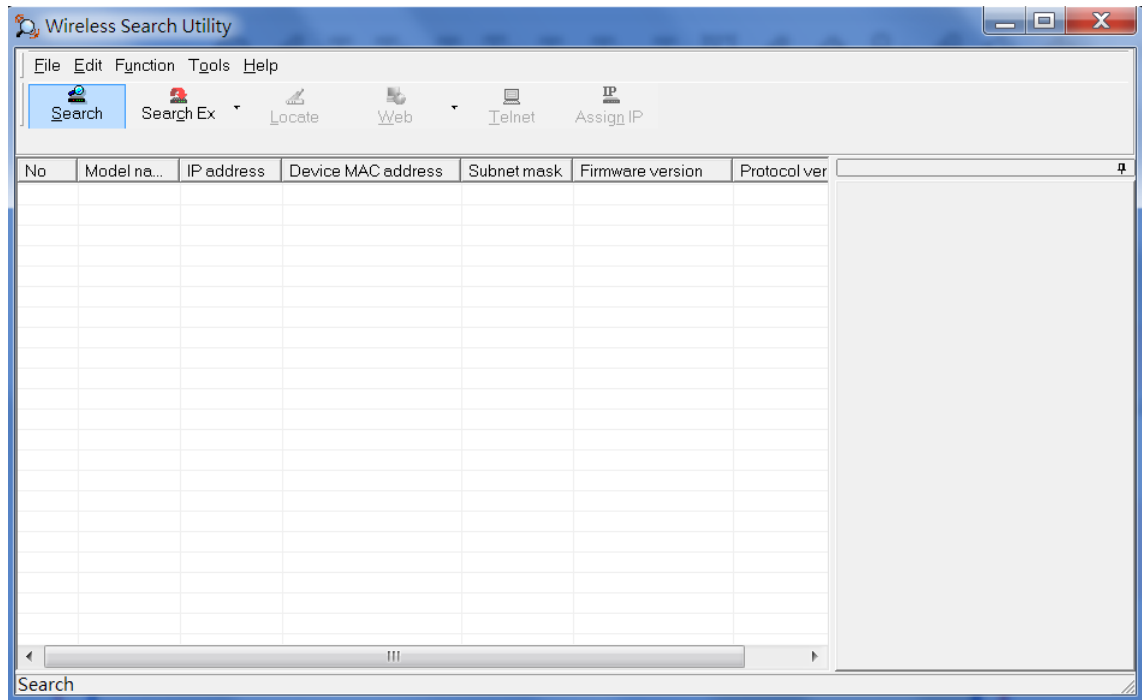 Wireless Search Utility
File Edit Function Tools Help
Search Search Ex Locate Web Telnet IP Assign IP
No Model na... IP address Device MAC address Subnet mask Firmware version Protocol ver
Search